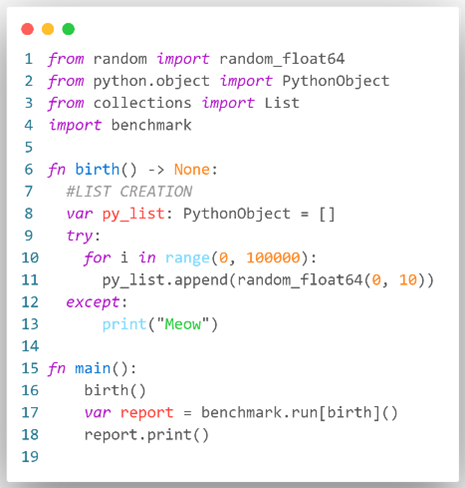 1 from random import random_float64
2 from python.object import PythonObject
3 from collections import List
4 import benchmark
5
6 fn birth() -> None:
7   #LIST CREATION
8   var py_list: PythonObject = []
9   try:
10     for i in range(0, 100000):
11       py_list.append(random_float64(0, 10))
12   except:
13       print("Meow")
14
15 fn main():
16     birth()
17     var report = benchmark.run[birth]()
18     report.print()
19